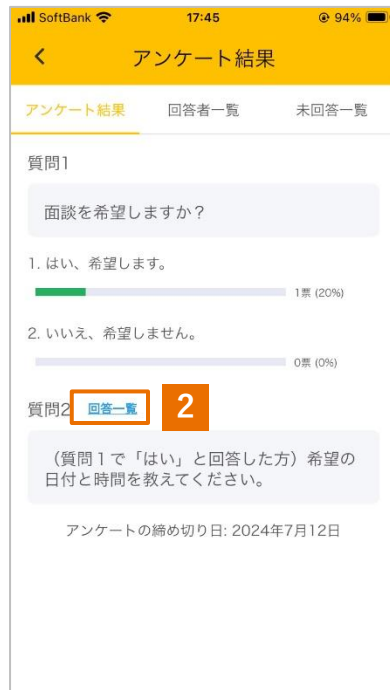 SoftBank 17:45 94%
アンケート結果
アンケート結果 回答者一覧 未回答一覧
質問1
面談を希望しますか？
1. はい、希望します。
1票 (20%)
2. いいえ、希望しません。
0票 (0%)
質問2 回答一覧 2
（質問１で「はい」と回答した方）希望の
日付と時間を教えてください。
アンケートの締め切り日: 2024年7月12日